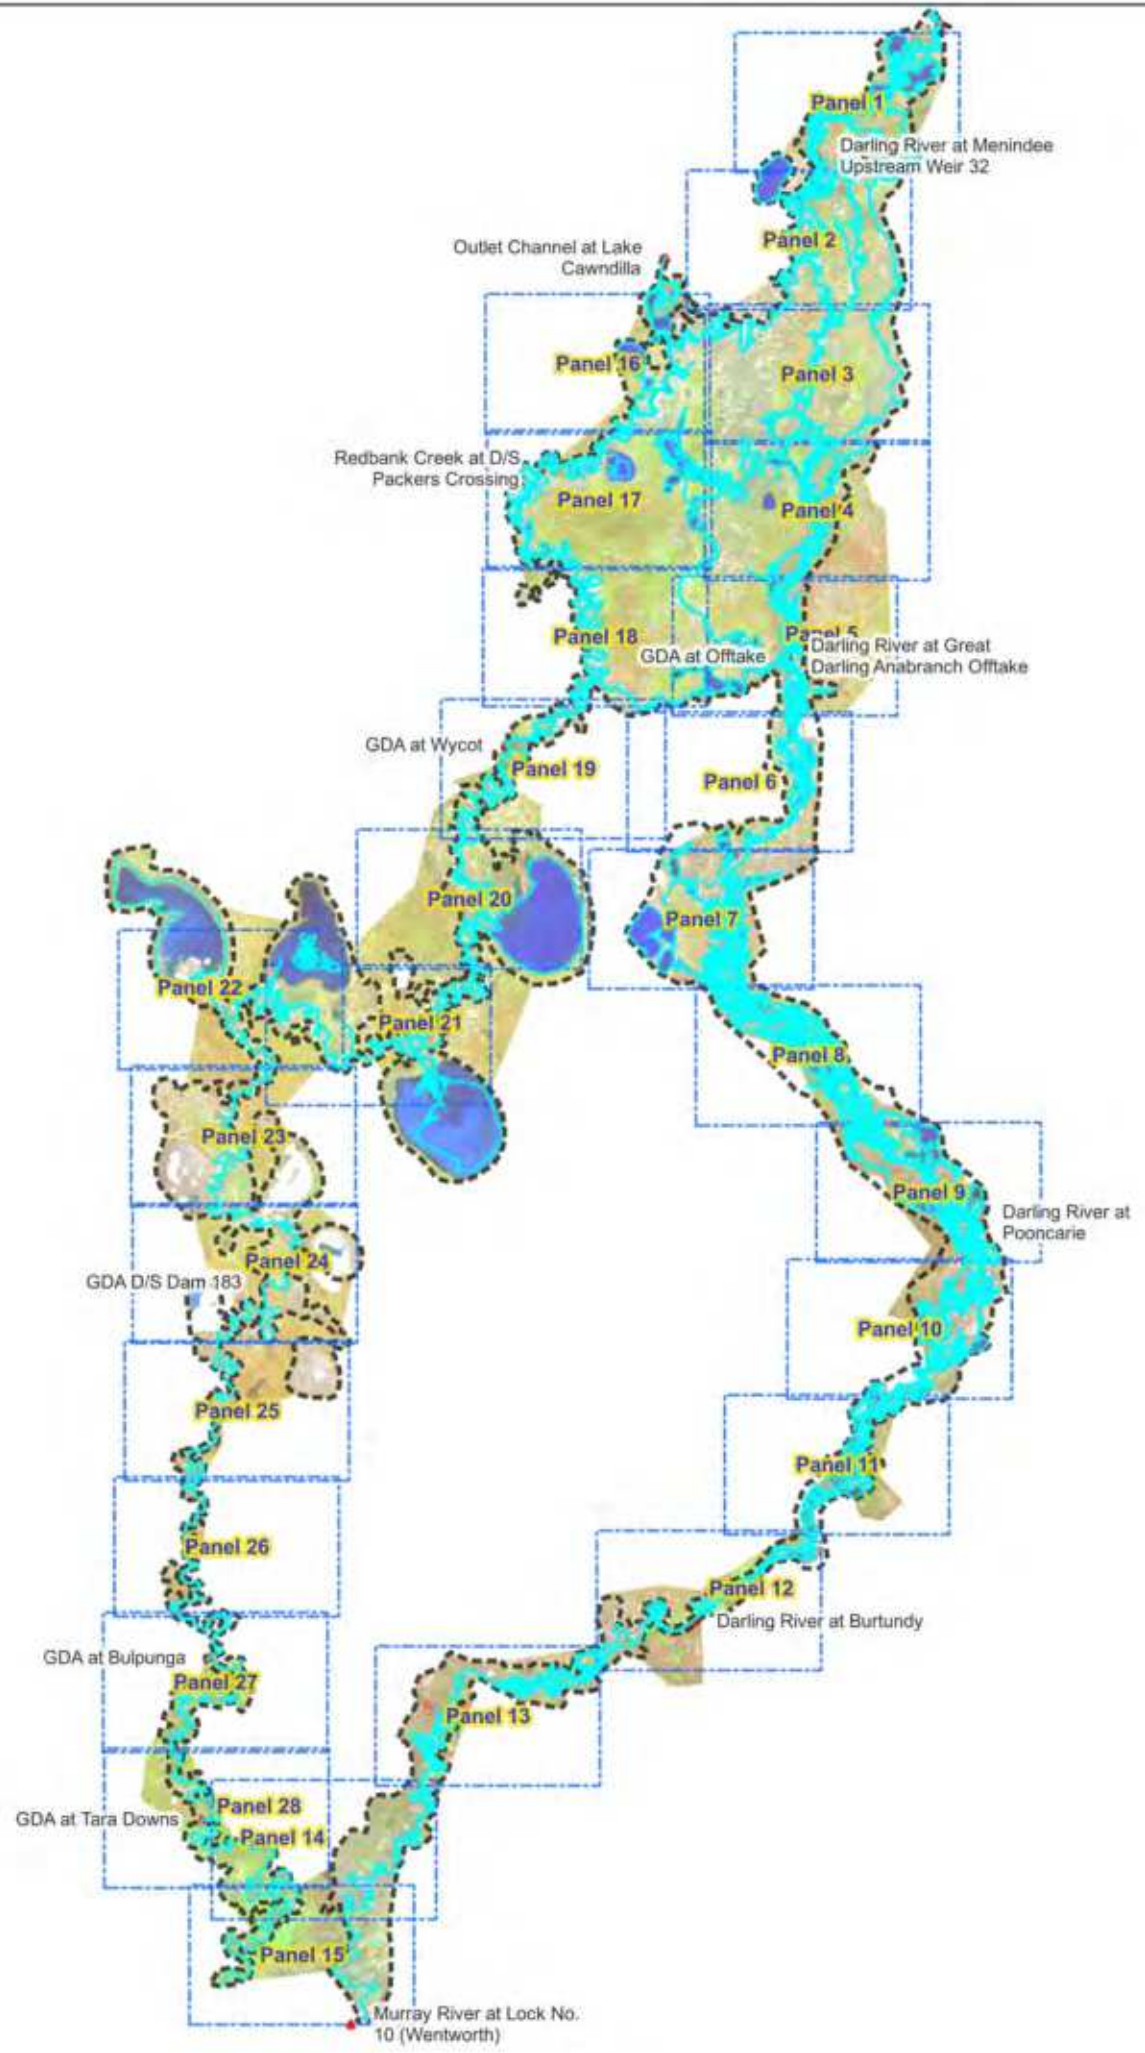 Panel 1
Darling River at Menindee
Upstream Weir 32
Panel 2
Outlet Channel at Lake
Cawndilla
Panel 16
Panel 3
Redbank Creek at D/S
Packers Crossing
Panel 17
Panel 4
Panel 18
Panel 5
GDA at Offtake
Darling River at Great
Darling Anabranch Offtake
GDA at Wycot
Panel 19
Panel 6
Panel 20
Panel 7
Panel 22
Panel 21
Panel 8
Panel 23
Panel 9
Darling River at
Pooncarie
Panel 24
GDA D/S Dam 183
Panel 10
Panel 25
Panel 11
Panel 26
Panel 12
Darling River at Burtundy
GDA at Bulpunga
Panel 27
Panel 13
Panel 28
GDA at Tara Downs
Panel 14
Panel 15
Murray River at Lock No.
10 (Wentworth)